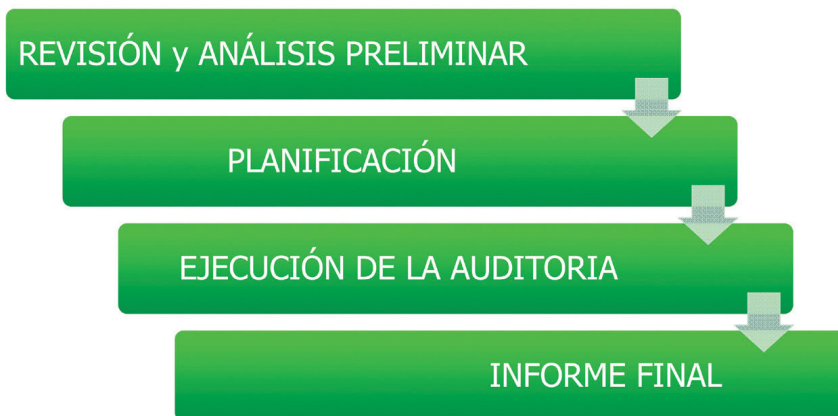 REVISIÓN y ANÁLISIS PRELIMINAR
PLANIFICACIÓN
EJECUCIÓN DE LA AUDITORIA
INFORME FINAL